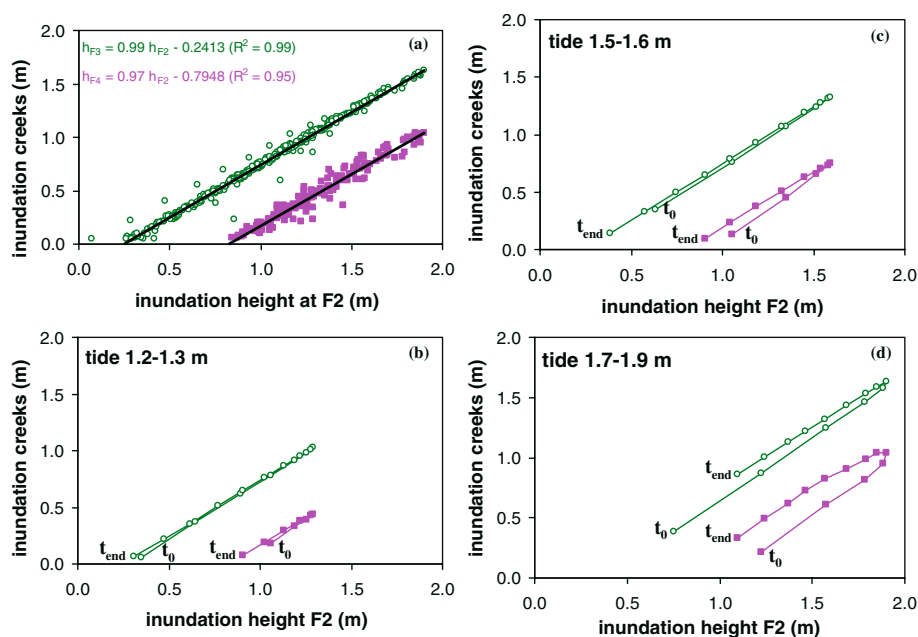 (a)
h_F3 = 0.99 h_F2 - 0.2413 (R² = 0.99)
h_F4 = 0.97 h_F2 - 0.7948 (R² = 0.95)
inundation creeks (m)
2.0
1.5
1.0
0.5
0.0
0.0 0.5 1.0 1.5 2.0
inundation height at F2 (m)
tide 1.5-1.6 m
(c)
inundation creeks (m)
2.0
1.5
1.0
0.5
0.0
t_end
t_0
t_end
t_0
0.0 0.5 1.0 1.5 2.0
inundation height F2 (m)
tide 1.2-1.3 m
(b)
inundation creeks (m)
2.0
1.5
1.0
0.5
0.0
t_end
t_0
t_end
t_0
0.0 0.5 1.0 1.5 2.0
inundation height F2 (m)
tide 1.7-1.9 m
(d)
inundation creeks (m)
2.0
1.5
1.0
0.5
0.0
t_end
t_0
t_end
t_0
0.0 0.5 1.0 1.5 2.0
inundation height F2 (m)